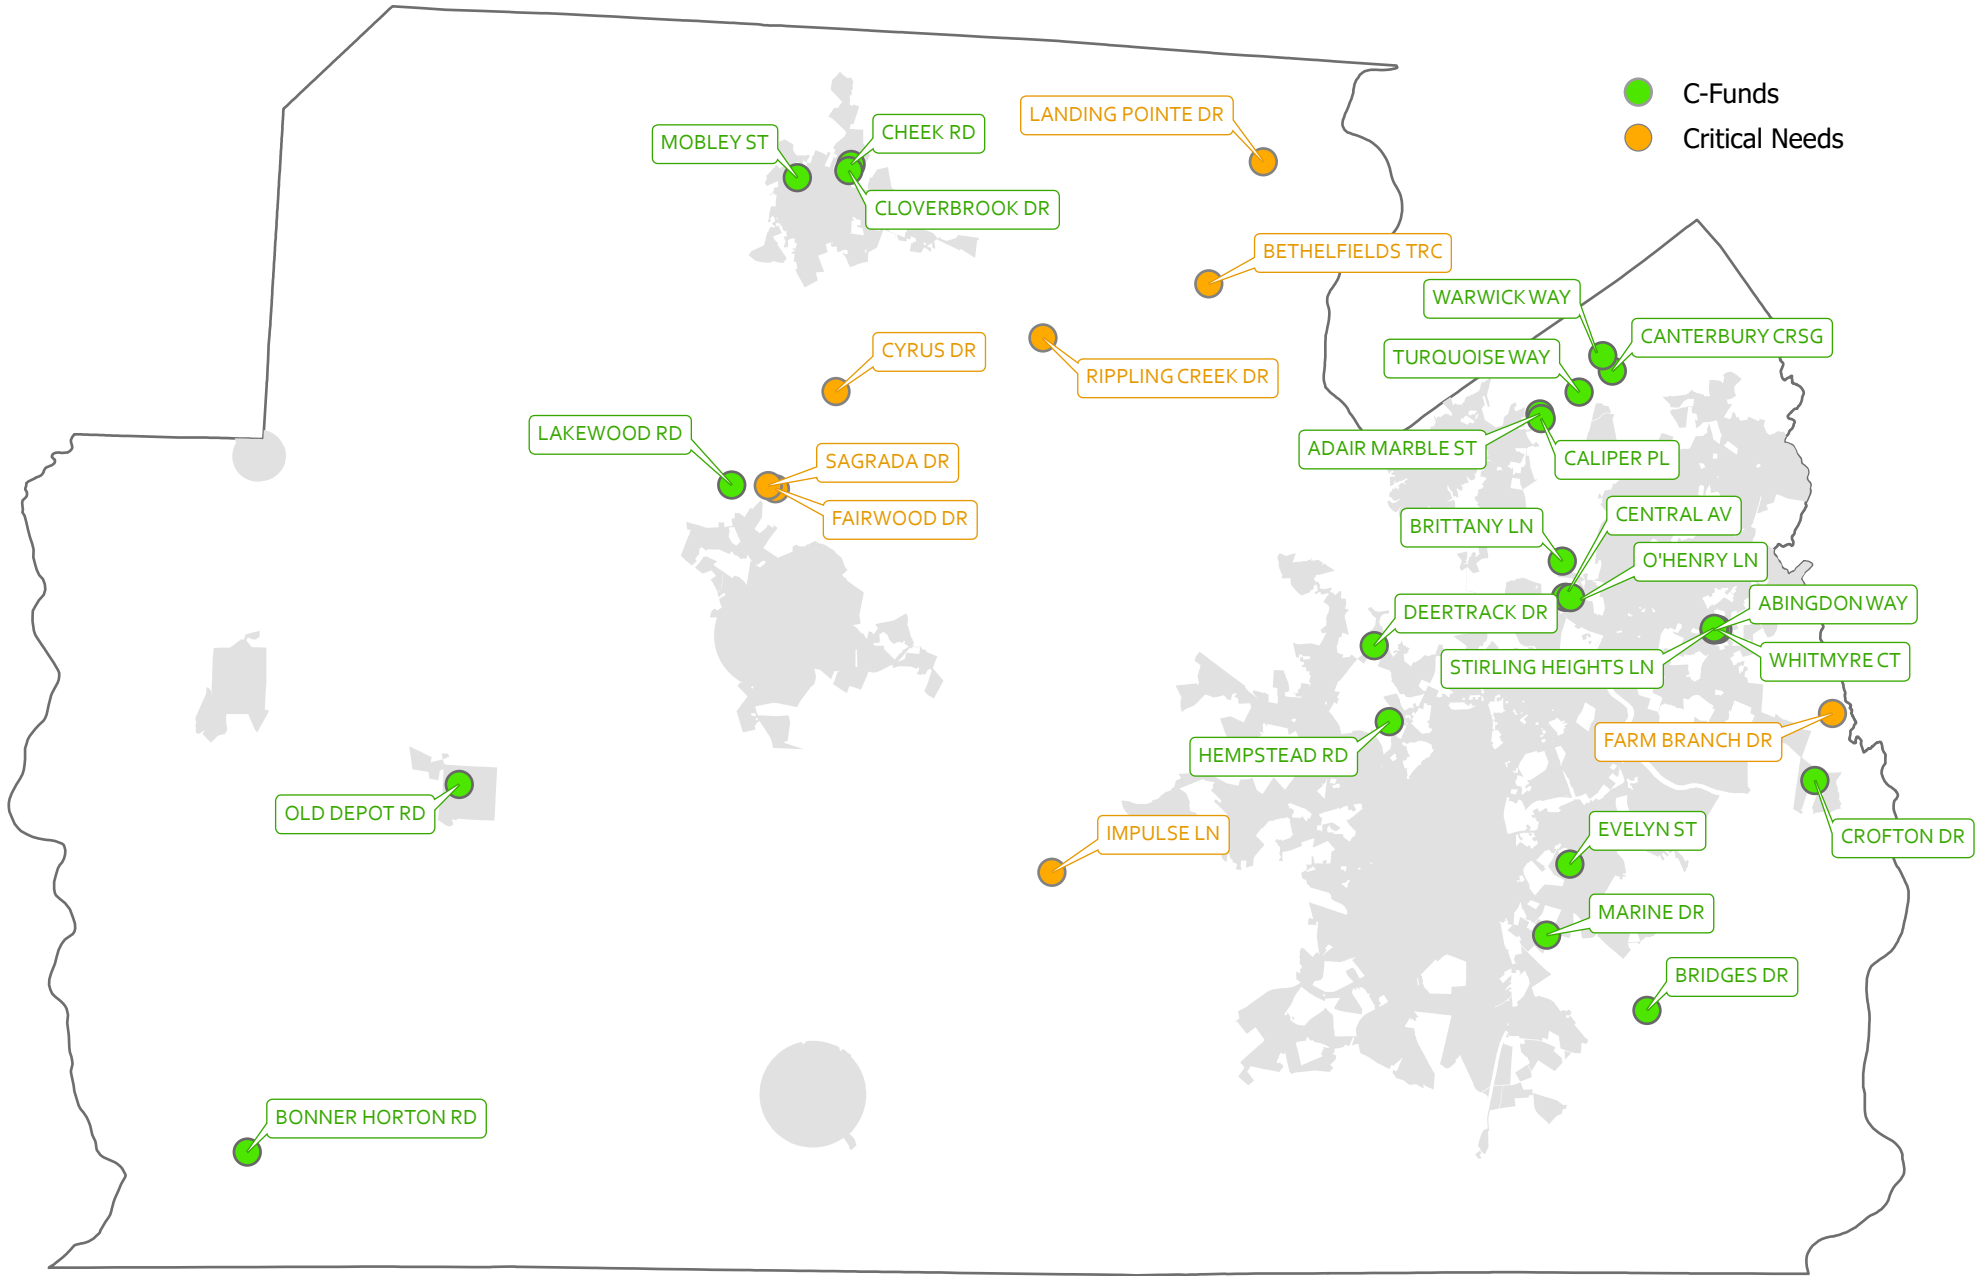 C-Funds
Critical Needs
LANDING POINTE DR
CHEEK RD
MOBLEY ST
CLOVERBROOK DR
BETHELFIELDS TRC
WARWICK WAY
CANTERBURY CRSG
CYRUS DR
TURQUOISE WAY
RIPPLING CREEK DR
LAKEWOOD RD
ADAIR MARBLE ST
CALIPER PL
SAGRADA DR
FAIRWOOD DR
CENTRAL AV
BRITTANY LN
O'HENRY LN
ABINGDON WAY
DEERTRACK DR
WHITMYRE CT
STIRLING HEIGHTS LN
FARM BRANCH DR
HEMPSTEAD RD
OLD DEPOT RD
IMPULSE LN
EVELYN ST
CROFTON DR
MARINE DR
BRIDGES DR
BONNER HORTON RD